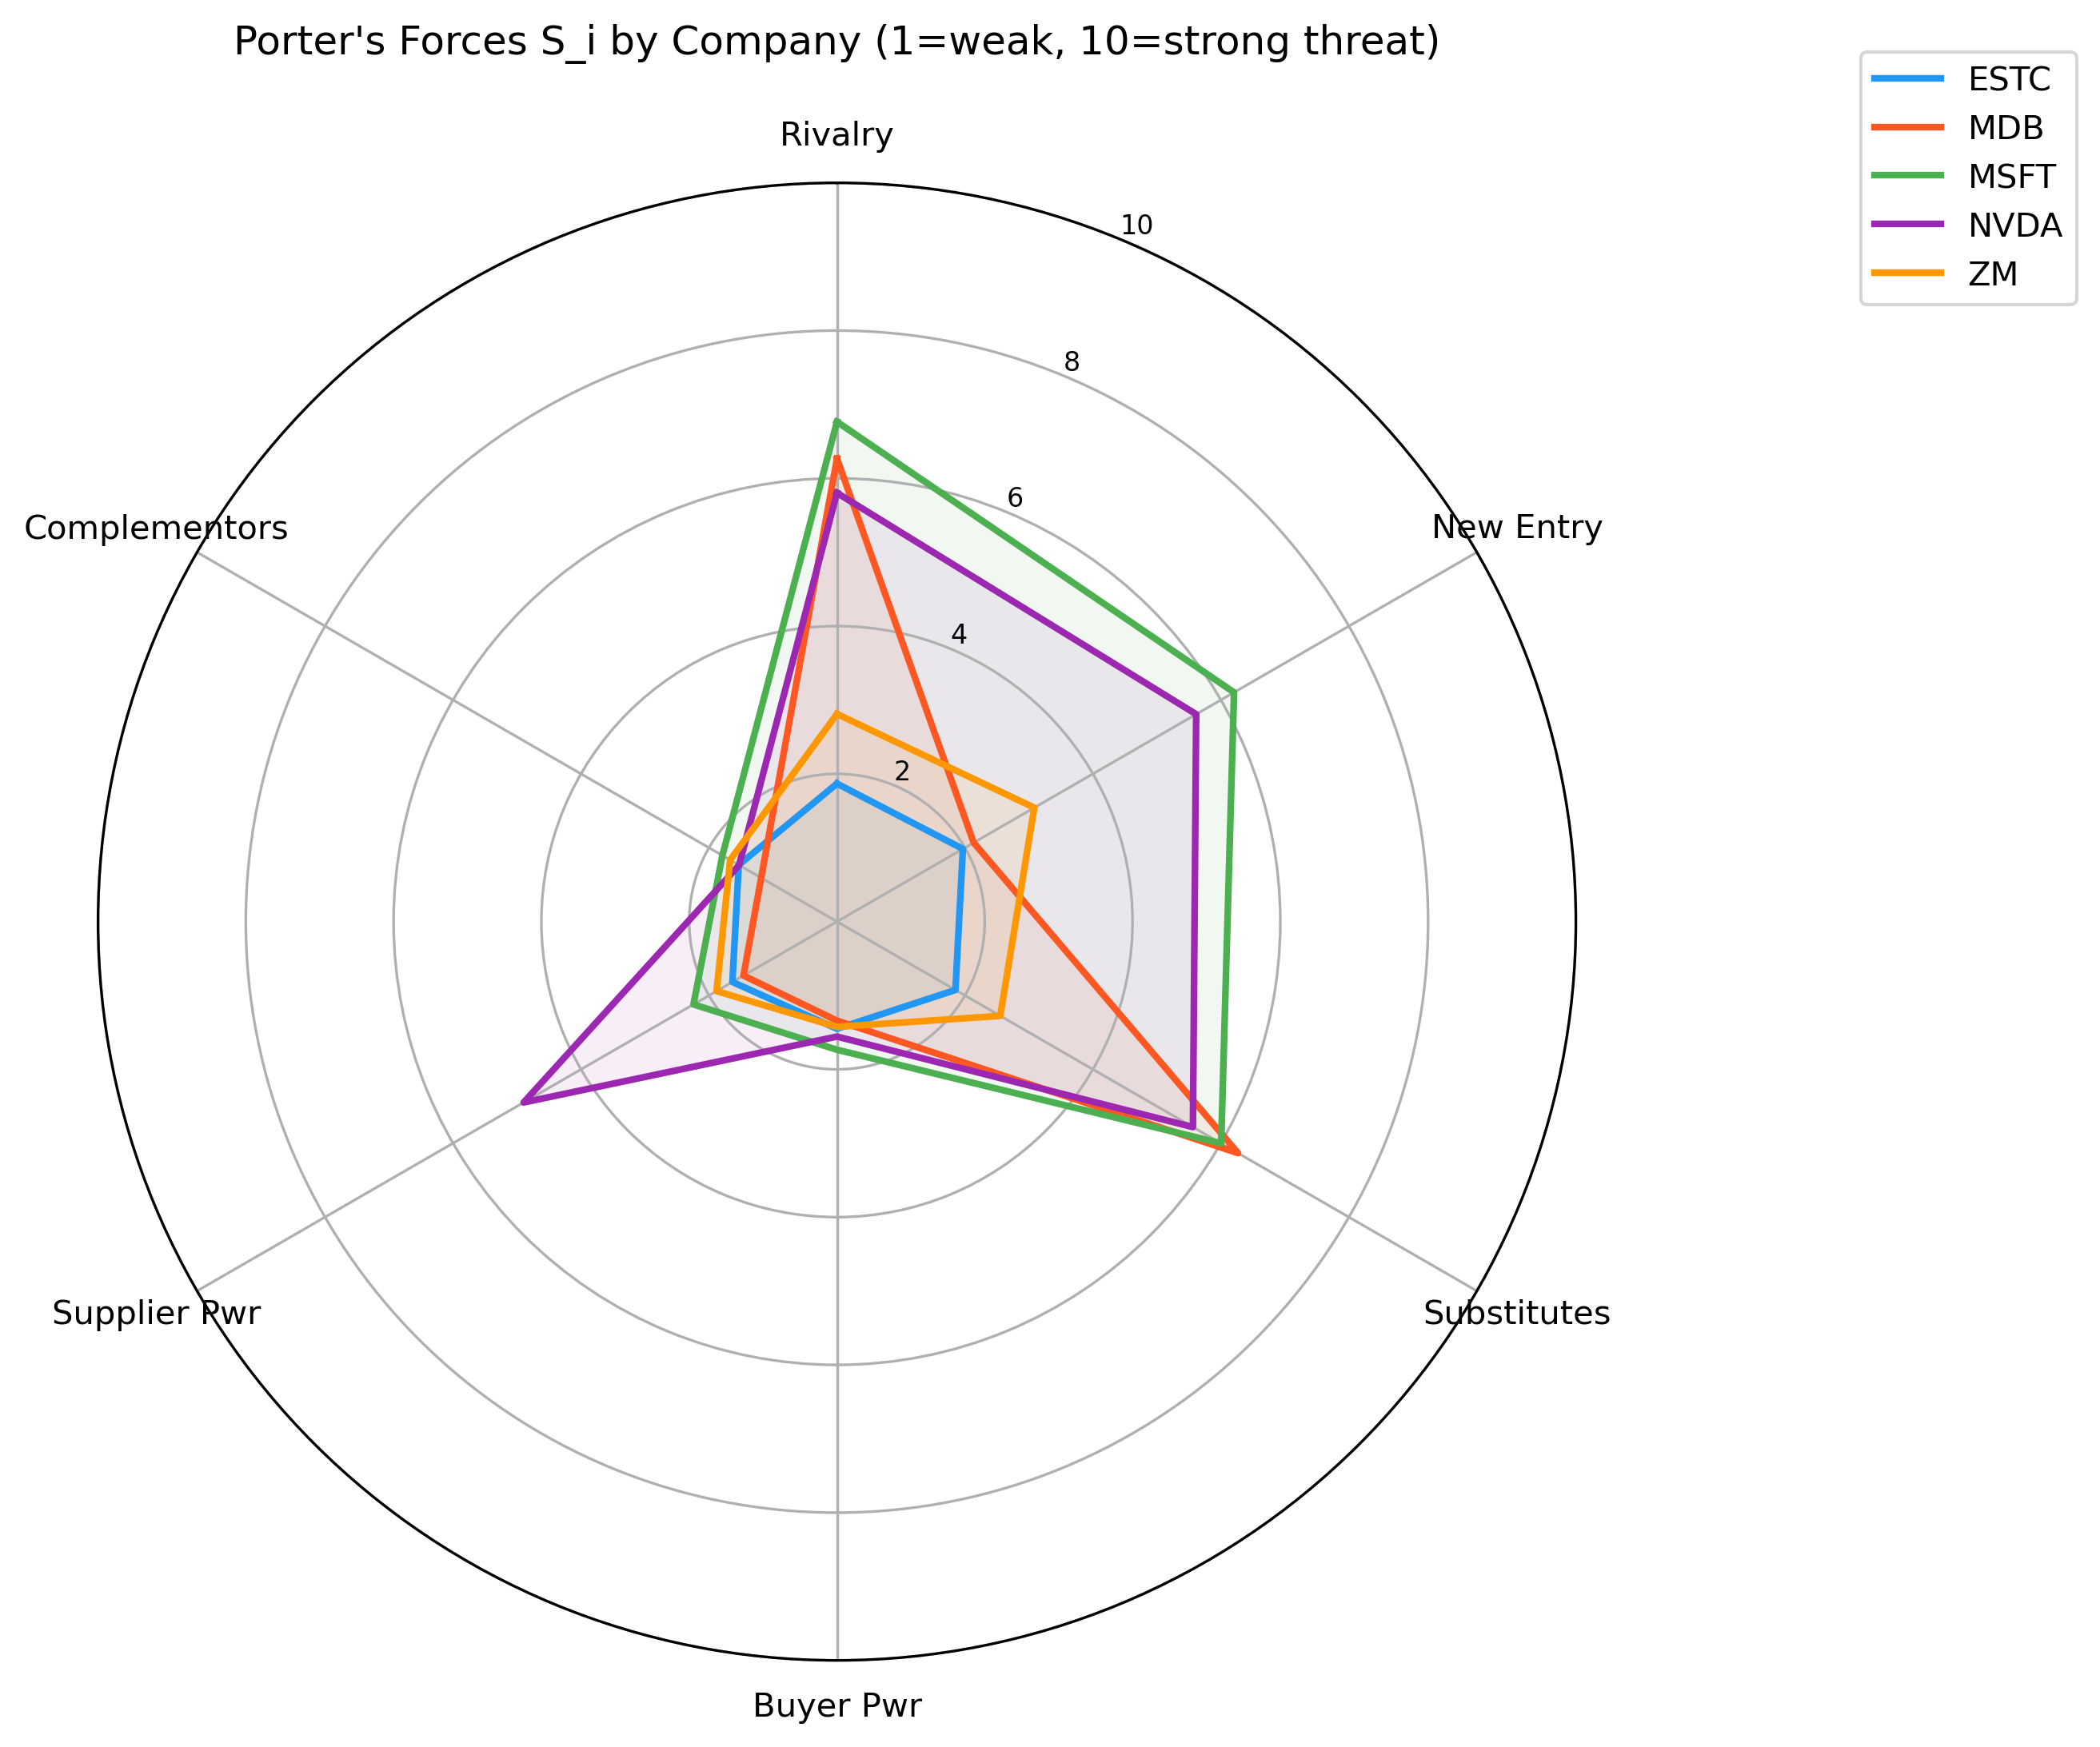 Porter's Forces S_i by Company (1=weak, 10=strong threat)
ESTC
MDB
MSFT
NVDA
ZM
Rivalry
10
8
6
New Entry
Complementors
4
2
Supplier Pwr
Substitutes
Buyer Pwr